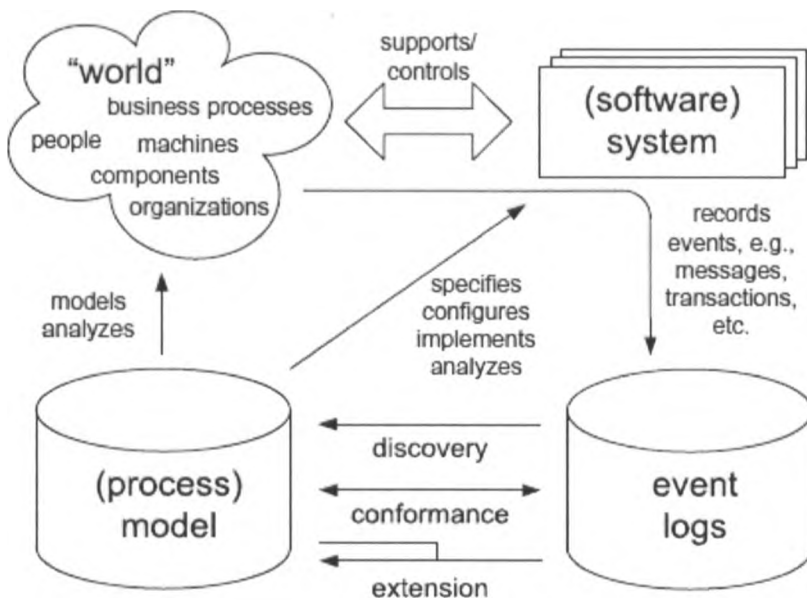 “world”
business processes
people
machines
components
organizations
supports/
controls
(software)
system
records
events, e.g.,
messages,
transactions,
etc.
models
analyzes
specifies
configures
implements
analyzes
(process)
model
discovery
conformance
extension
event
logs